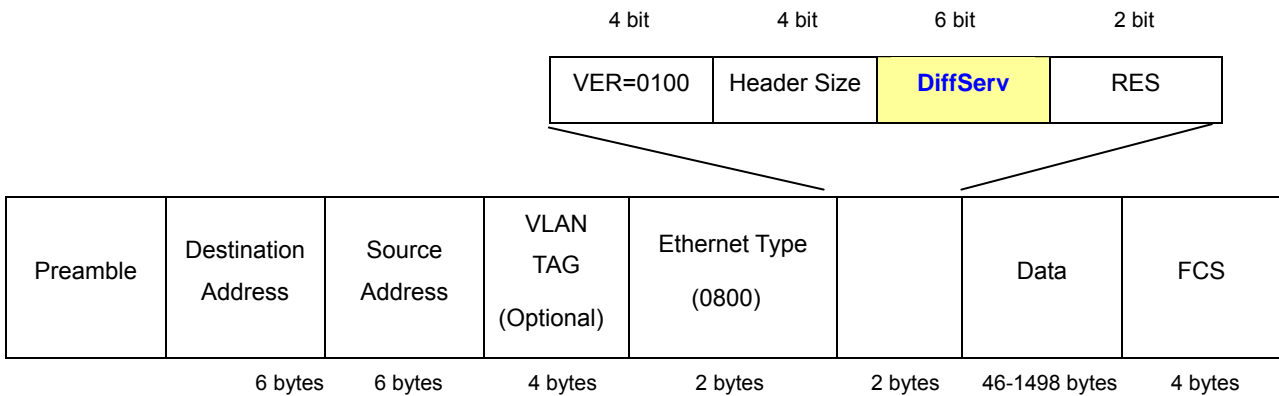 4 bit 4 bit 6 bit 2 bit
VER=0100 Header Size DiffServ RES
Preamble
Destination
Address
Source
Address
VLAN
TAG
(Optional)
Ethernet Type
(0800)
Data
FCS
6 bytes 6 bytes 4 bytes 2 bytes 2 bytes 46-1498 bytes 4 bytes